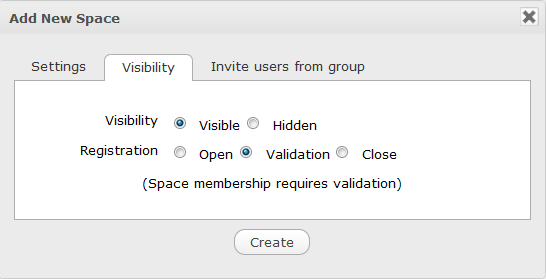 Add New Space
Settings Visibility Invite users from group
Visibility Visible Hidden
Registration Open Validation Close
(Space membership requires validation)
Create